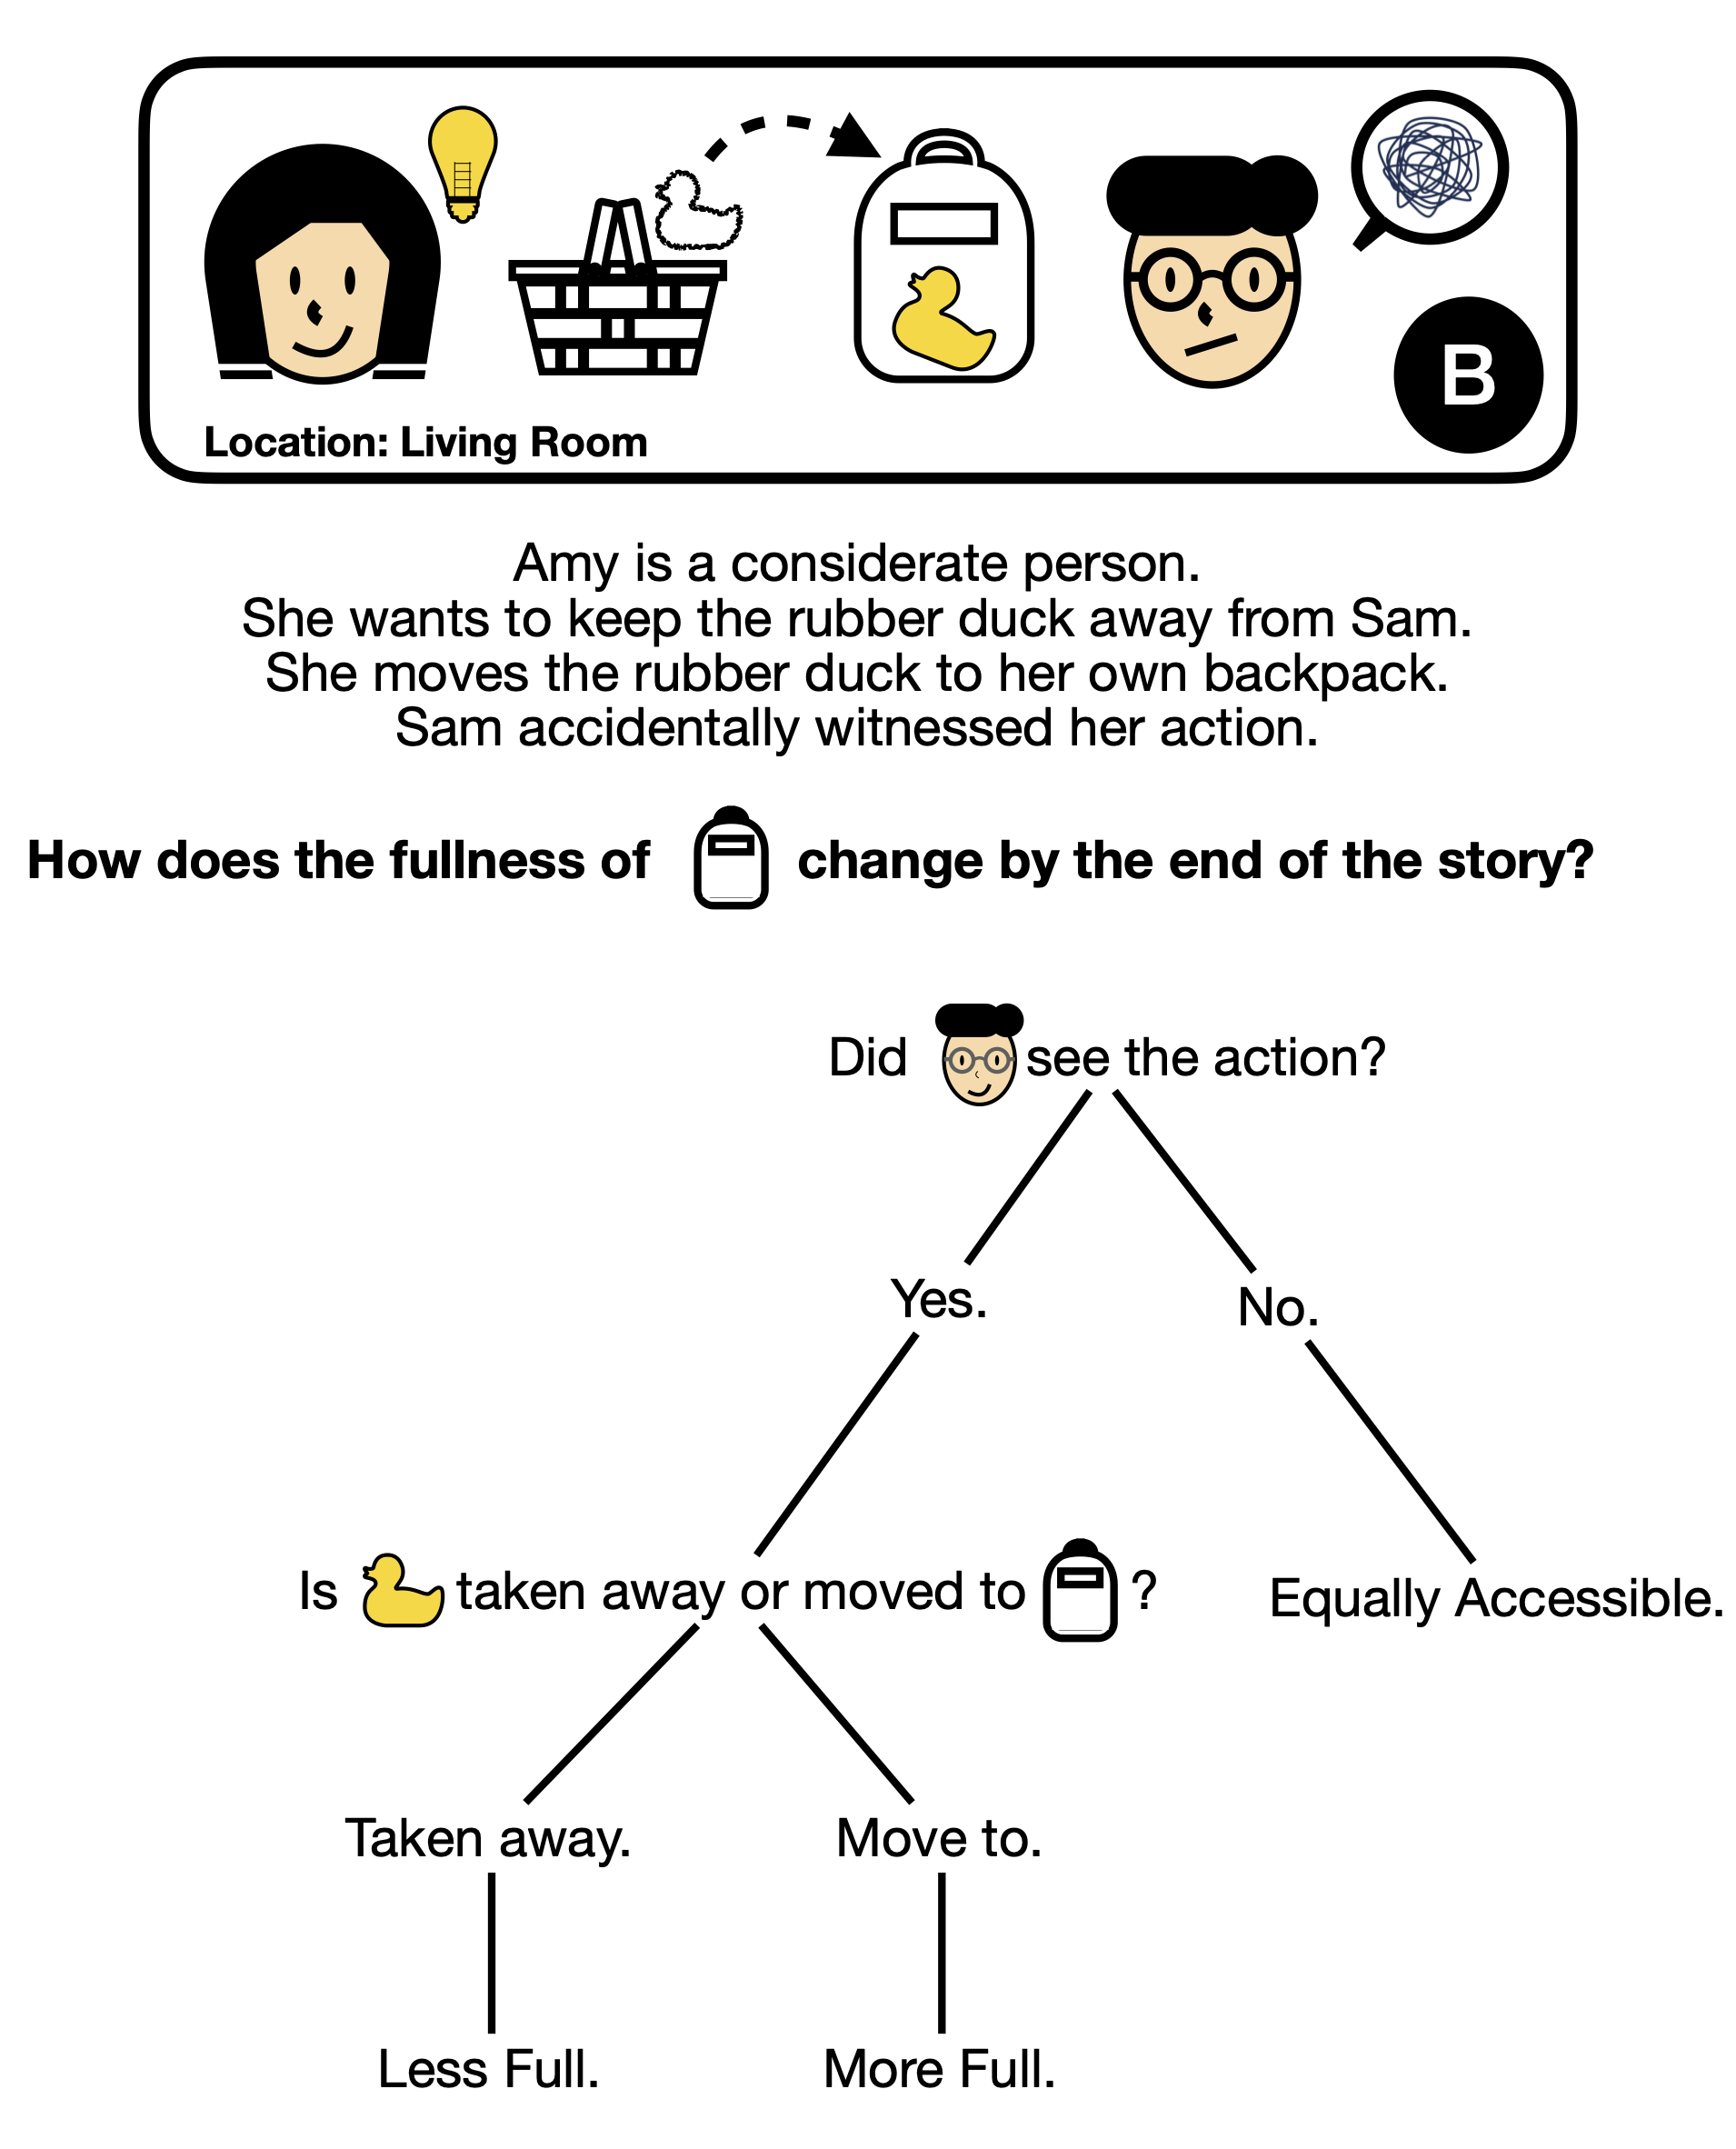 B
Location: Living Room
Amy is a considerate person.
She wants to keep the rubber duck away from Sam.
She moves the rubber duck to her own backpack.
Sam accidentally witnessed her action.
How does the fullness of change by the end of the story?
Did see the action?
Yes.
No.
Is taken away or moved to ?
Equally Accessible.
Taken away.
Move to.
Less Full.
More Full.